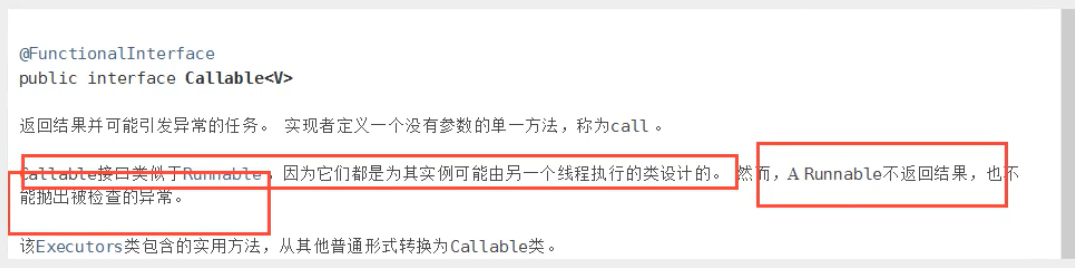 @FunctionalInterface
public interface Callable<V>
返回结果并可能引发异常的任务。 实现者定义一个没有参数的单一方法，称为call 。
Callable接口类似于Runnable ，因为它们都是为其实例可能由另一个线程执行的类设计的。 然而，A Runnable不返回结果，也不
能抛出被检查的异常。
该Executors类包含的实用方法，从其他普通形式转换为Callable类。